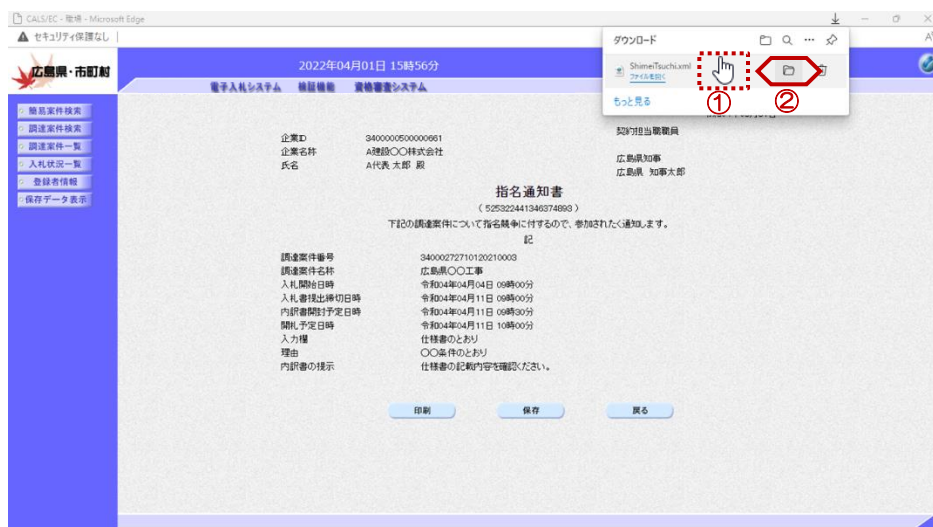 CALS/EC - 職場 - Microsoft Edge
セキュリティ保護なし
広島県・市町村
2022年04月01日 15時56分
電子入札システム 検証機能 資格審査システム
ダウンロード
ShimeiTsuchi.xml
ファイルを開く
もっと見る
①
②
簡易案件検索
調達案件検索
調達案件一覧
入札状況一覧
登録者情報
保存データ表示
企業ID 3400000500000661
企業名称 A建設〇〇株式会社
氏名 A代表 太郎 殿
契約担当職職員
広島県知事
広島県 知事太郎
指名通知書
(525322441346374893)
下記の調達案件について指名競争に付するので、参加されたく通知します。
記
調達案件番号 34000272710120210003
調達案件名称 広島県〇〇工事
入札開始日時 令和04年04月04日 09時00分
入札書提出締切日時 令和04年04月11日 09時00分
内訳書開封予定日時 令和04年04月11日 09時30分
開札予定日時 令和04年04月11日 10時00分
入力欄 仕様書のとおり
理由 〇〇条件のとおり
内訳書の提示 仕様書の記載内容を確認ください。
印刷 保存 戻る